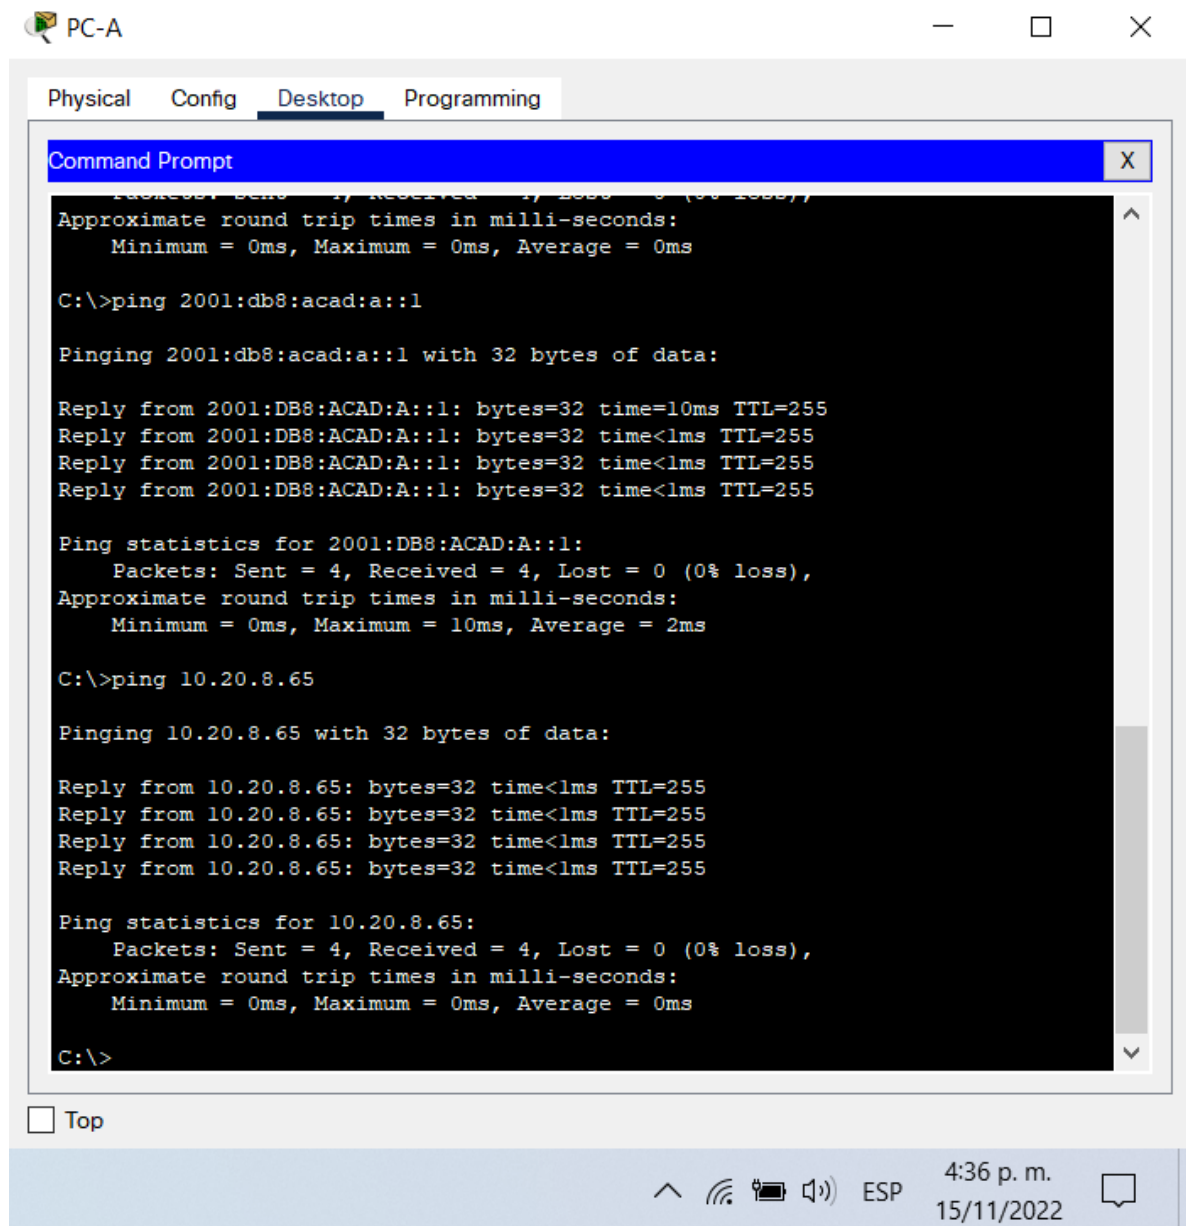 PC-A
Physical Config Desktop Programming
Command Prompt X
Packets: Sent = 4, Received = 4, Lost = 0 (0% loss),
Approximate round trip times in milli-seconds:
Minimum = 0ms, Maximum = 0ms, Average = 0ms
C:\>ping 2001:db8:acad:a::1
Pinging 2001:db8:acad:a::1 with 32 bytes of data:
Reply from 2001:DB8:ACAD:A::1: bytes=32 time=10ms TTL=255
Reply from 2001:DB8:ACAD:A::1: bytes=32 time<1ms TTL=255
Reply from 2001:DB8:ACAD:A::1: bytes=32 time<1ms TTL=255
Reply from 2001:DB8:ACAD:A::1: bytes=32 time<1ms TTL=255
Ping statistics for 2001:DB8:ACAD:A::1:
Packets: Sent = 4, Received = 4, Lost = 0 (0% loss),
Approximate round trip times in milli-seconds:
Minimum = 0ms, Maximum = 10ms, Average = 2ms
C:\>ping 10.20.8.65
Pinging 10.20.8.65 with 32 bytes of data:
Reply from 10.20.8.65: bytes=32 time<1ms TTL=255
Reply from 10.20.8.65: bytes=32 time<1ms TTL=255
Reply from 10.20.8.65: bytes=32 time<1ms TTL=255
Reply from 10.20.8.65: bytes=32 time<1ms TTL=255
Ping statistics for 10.20.8.65:
Packets: Sent = 4, Received = 4, Lost = 0 (0% loss),
Approximate round trip times in milli-seconds:
Minimum = 0ms, Maximum = 0ms, Average = 0ms
C:\>
Top
ESP
4:36 p. m.
15/11/2022